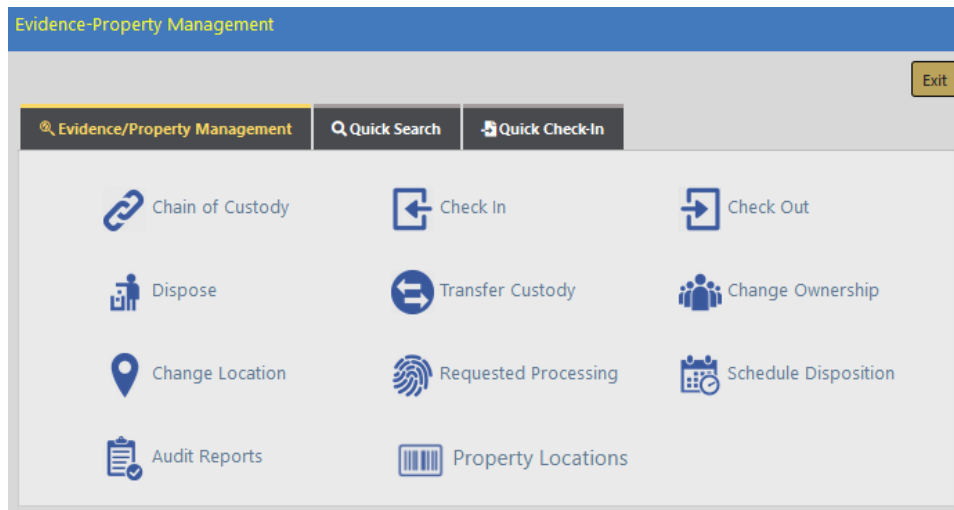 Evidence-Property Management
Exit
Evidence/Property Management Quick Search Quick Check-In
Chain of Custody Check In Check Out
Dispose Transfer Custody Change Ownership
Change Location Requested Processing Schedule Disposition
Audit Reports Property Locations